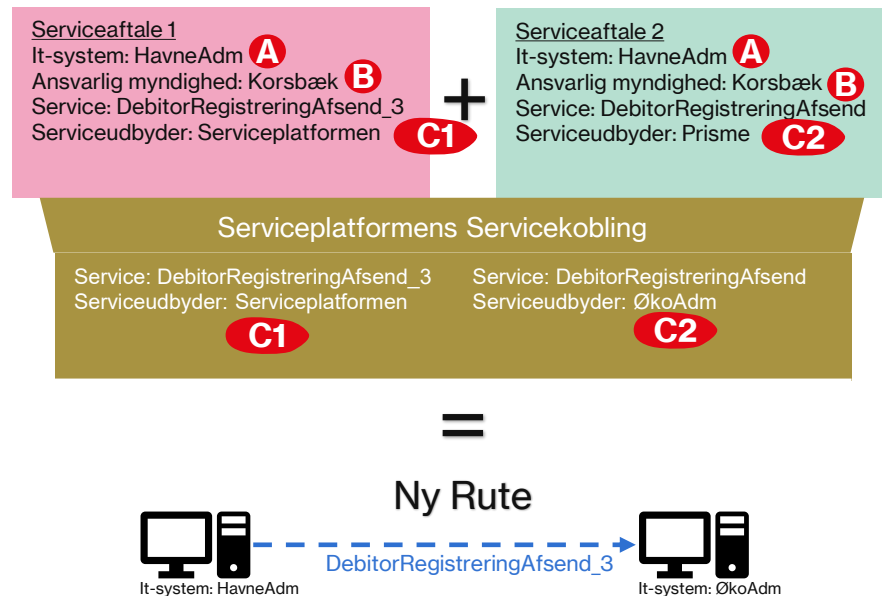 Serviceaftale 1
It-system: HavneAdm A
Ansvarlig myndighed: Korsbæk B
Service: DebitorRegistreringAfsend_3
Serviceudbyder: Serviceplatformen C1
+
Serviceaftale 2
It-system: HavneAdm A
Ansvarlig myndighed: Korsbæk B
Service: DebitorRegistreringAfsend
Serviceudbyder: Prisme C2
Serviceplatformens Servicekobling
Service: DebitorRegistreringAfsend_3
Serviceudbyder: Serviceplatformen
C1
Service: DebitorRegistreringAfsend
Serviceudbyder: ØkoAdm
C2
=
Ny Rute
DebitorRegistreringAfsend_3
It-system: HavneAdm
It-system: ØkoAdm